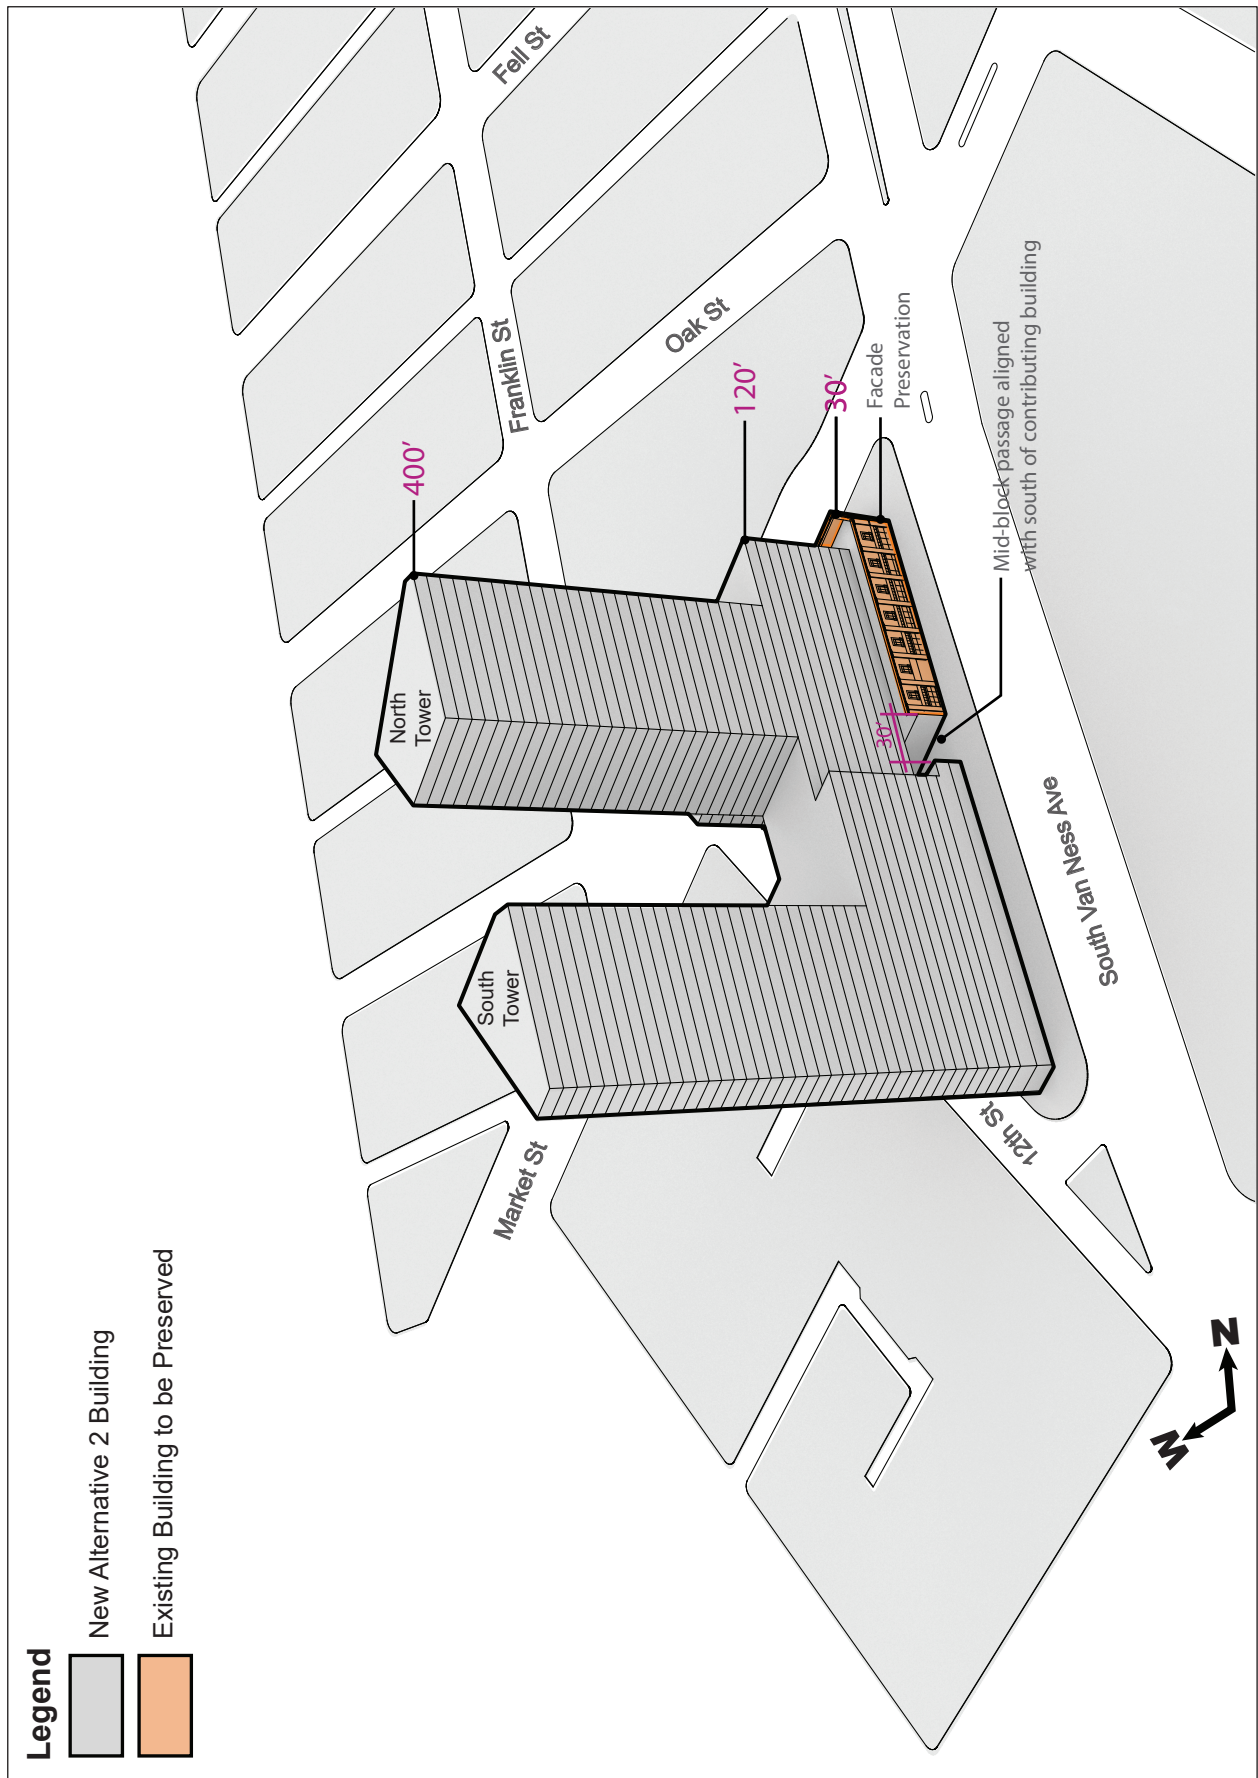 Legend
New Alternative 2 Building
Existing Building to be Preserved
Fell St
Franklin St
Oak St
Market St
12th St
South Van Ness Ave
North
Tower
South
Tower
400’
120’
30’
Facade
Preservation
30’
Mid-block passage aligned
with south of contributing building
N
W